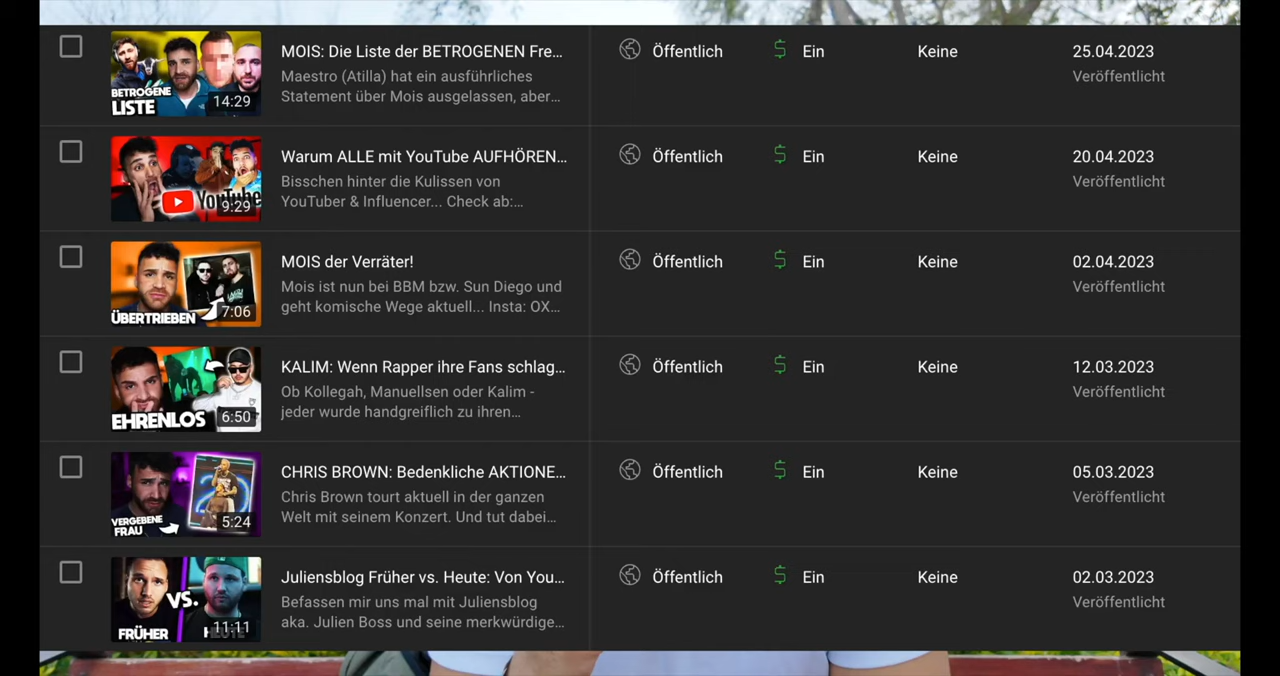 MOIS: Die Liste der BETROGENEN Fre...
Maestro (Atilla) hat ein ausführliches
Statement über Mois ausgelassen, aber...
BETROGENE
LISTE
14:29
Öffentlich
Ein
Keine
25.04.2023
Veröffentlicht
Warum ALLE mit YouTube AUFHÖREN...
Bisschen hinter die Kulissen von
YouTuber & Influencer... Check ab:...
YouTube
9:29
Öffentlich
Ein
Keine
20.04.2023
Veröffentlicht
MOIS der Verräter!
Mois ist nun bei BBM bzw. Sun Diego und
geht komische Wege aktuell... Insta: OX...
ÜBERTRIEBEN
7:06
Öffentlich
Ein
Keine
02.04.2023
Veröffentlicht
KALIM: Wenn Rapper ihre Fans schlag...
Ob Kollegah, Manuellsen oder Kalim -
jeder wurde handgreiflich zu ihren...
EHRENLOS
6:50
Öffentlich
Ein
Keine
12.03.2023
Veröffentlicht
CHRIS BROWN: Bedenkliche AKTIONE...
Chris Brown tourt aktuell in der ganzen
Welt mit seinem Konzert. Und tut dabei...
VERGEBENE
FRAU
5:24
Öffentlich
Ein
Keine
05.03.2023
Veröffentlicht
Juliensblog Früher vs. Heute: Von You...
Befassen mir uns mal mit Juliensblog
aka. Julien Boss und seine merkwürdige...
VS.
FRÜHER
HEUTE
11:11
Öffentlich
Ein
Keine
02.03.2023
Veröffentlicht